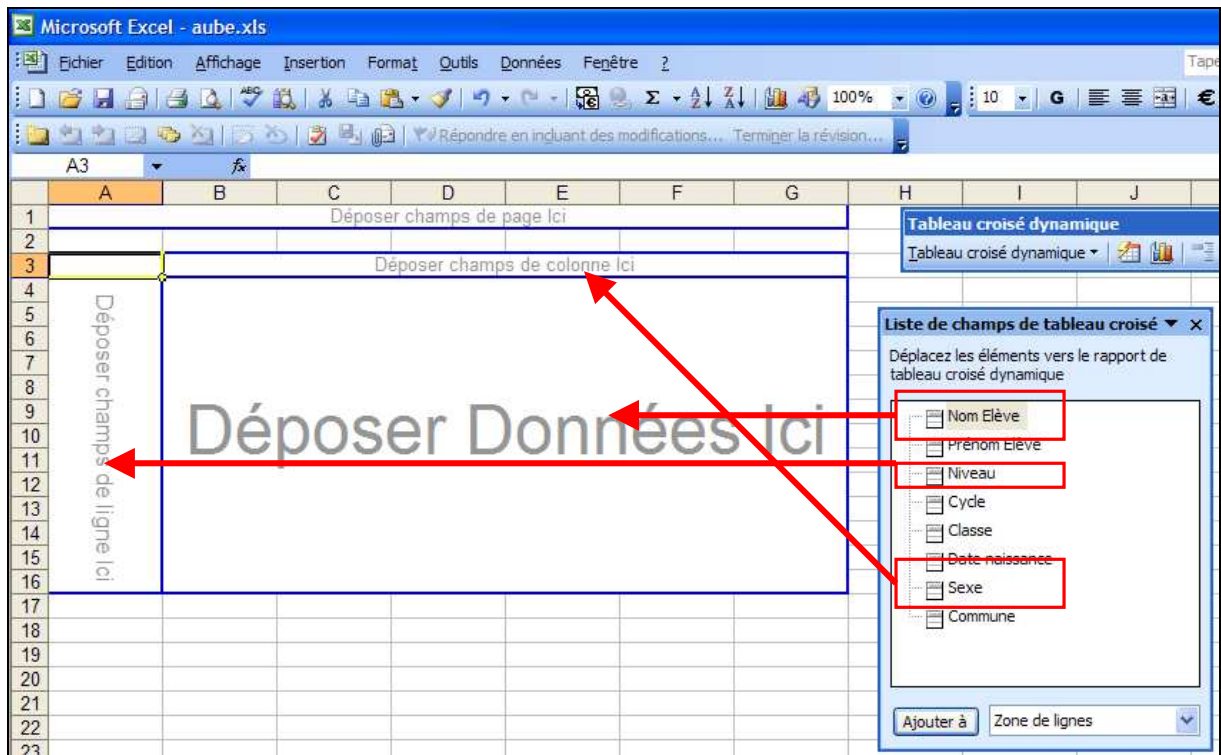 Microsoft Excel - aube.xls
Fichier Edition Affichage Insertion Format Outils Données Fenêtre ?
Tape
100% 10 G €
Répondre en incluant des modifications... Terminer la révision...
A3 fx
A B C D E F G H I J
1 Déposer champs de page Ici
Tableau croisé dynamique
2
Tableau croisé dynamique
3 Déposer champs de colonne Ici
4
5
6
7
8
9
10
11
12
13
14
15
16
17
18
19
20
21
22
23
Déposer champs de ligne Ici
Déposer Données Ici
Liste de champs de tableau croisé
Déplacez les éléments vers le rapport de
tableau croisé dynamique
Nom Elève
Prénom Elève
Niveau
Cycle
Classe
Date naissance
Sexe
Commune
Ajouter à Zone de lignes